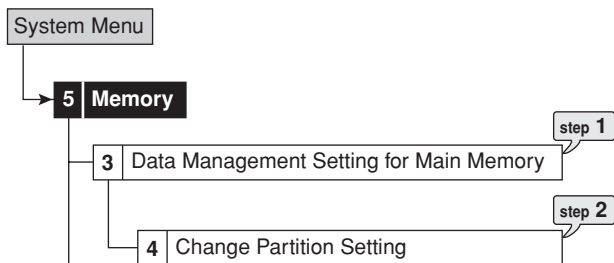 System Menu
5 Memory
step 1
3 Data Management Setting for Main Memory
step 2
4 Change Partition Setting